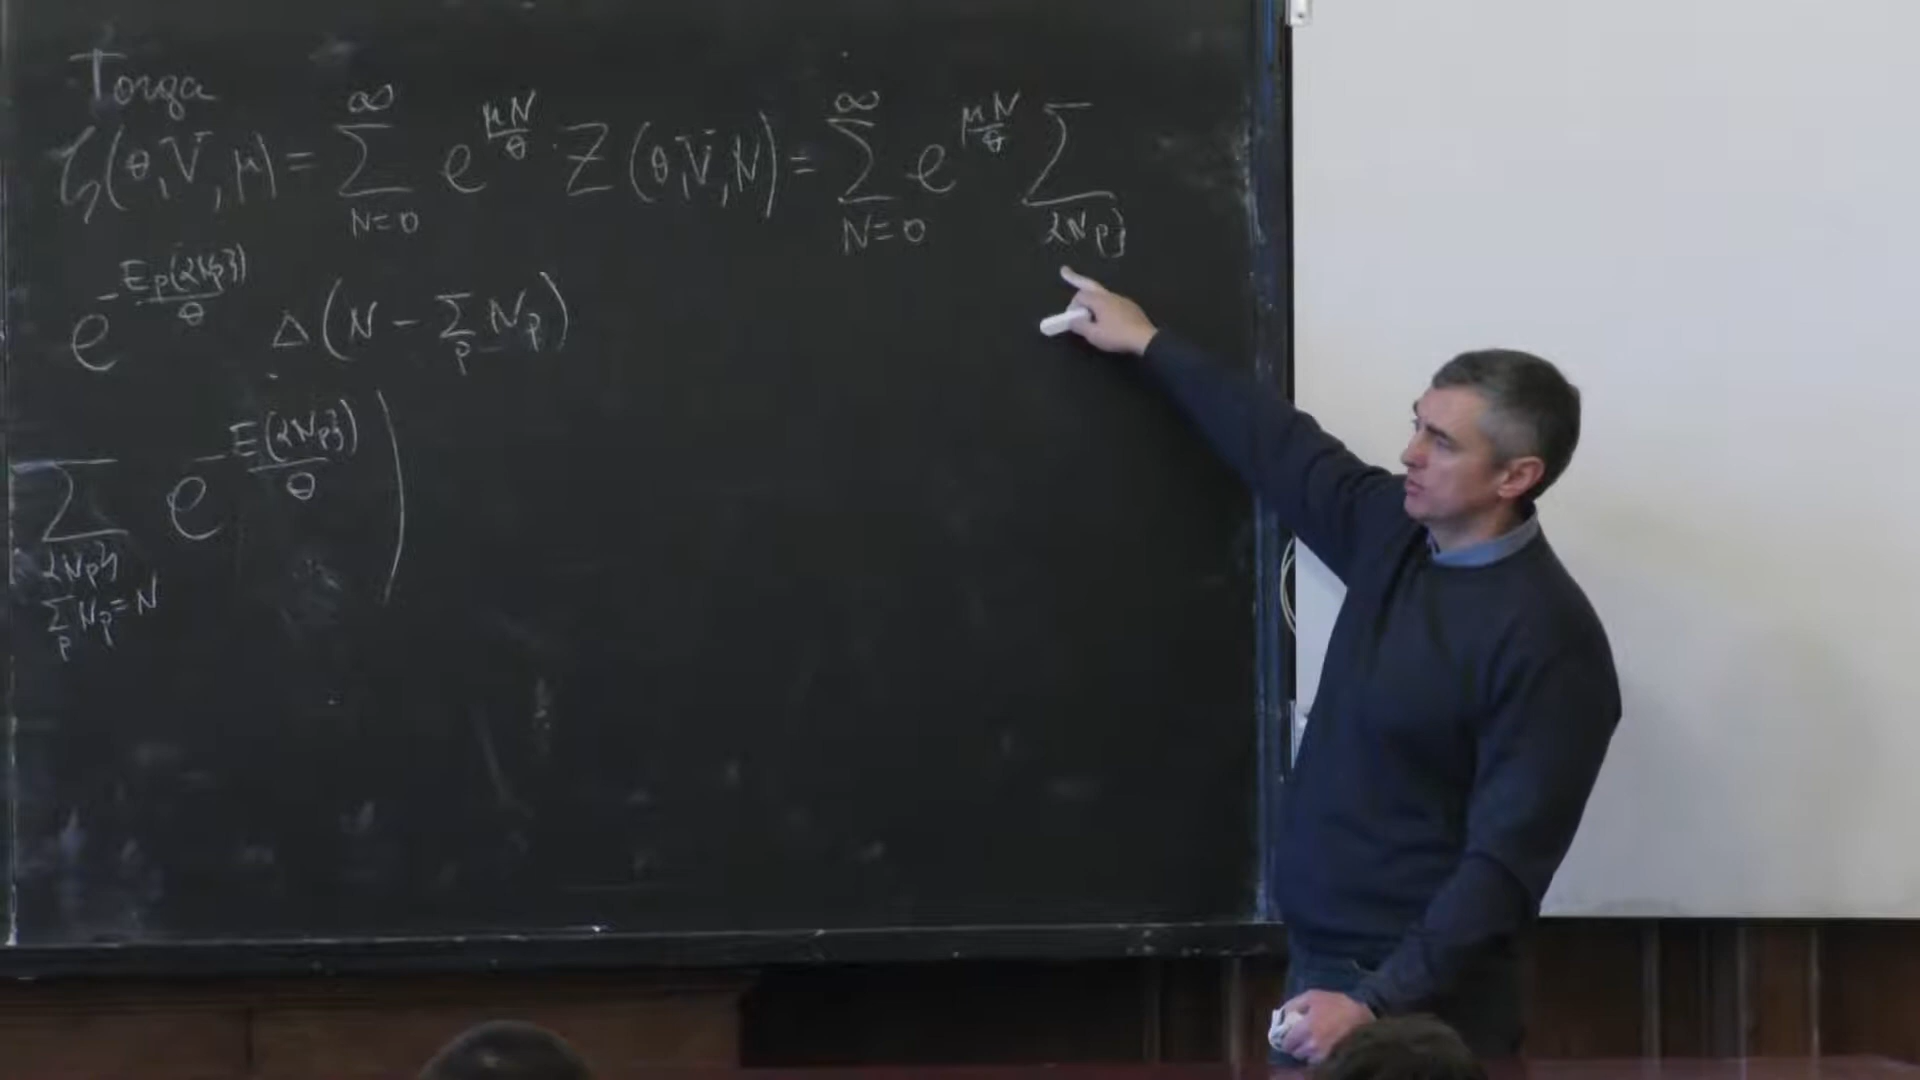 Тогда
ζ(θ, V, μ) = ∑_{N=0}^{∞} e^{μN/θ} · Z(θ, V, N) = ∑_{N=0}^{∞} e^{μN/θ} ∑_{{N_p}}
e^{-E_p({N_p})/θ} Δ(N - ∑_p N_p)
∑_{{N_p} ∑_p N_p = N} e^{-E({N_p})/θ} )